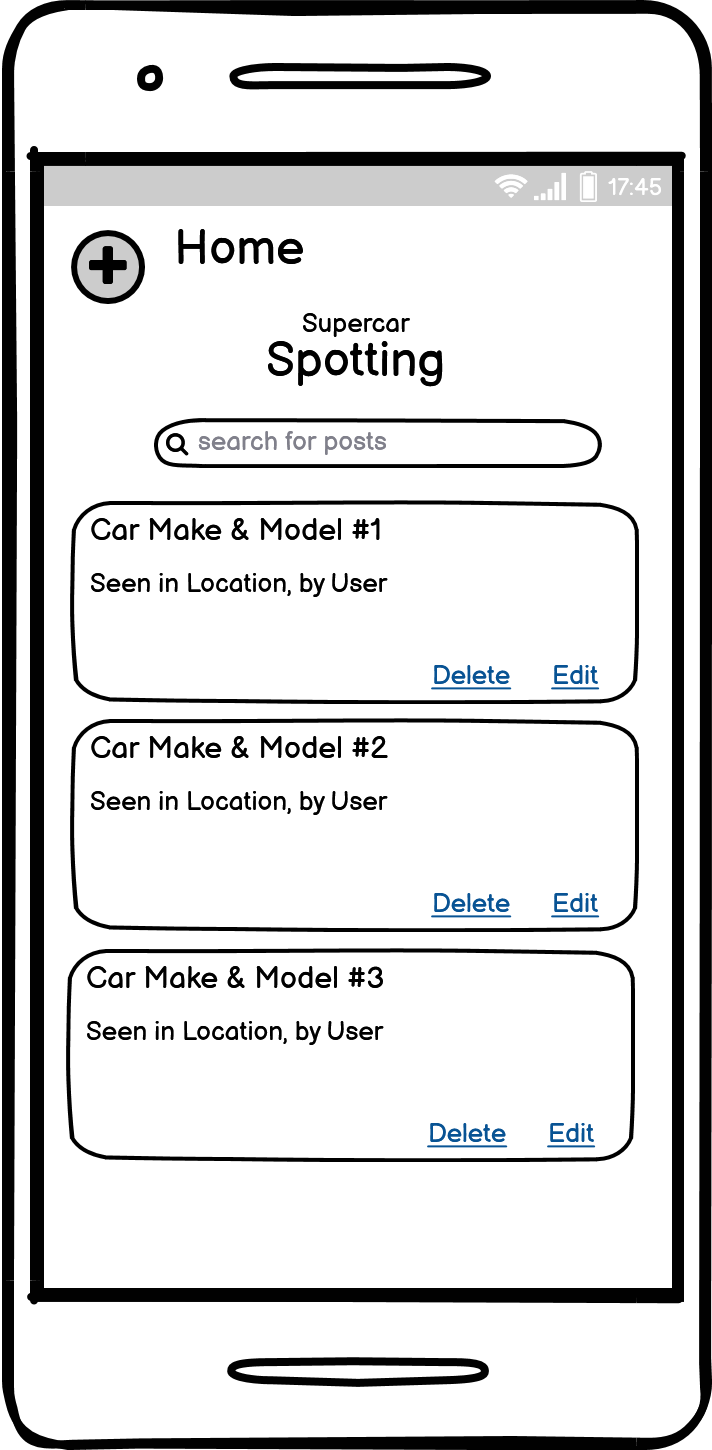 17:45
Home
Supercar
Spotting
search for posts
Car Make & Model #1
Seen in Location, by User
Delete Edit
Car Make & Model #2
Seen in Location, by User
Delete Edit
Car Make & Model #3
Seen in Location, by User
Delete Edit